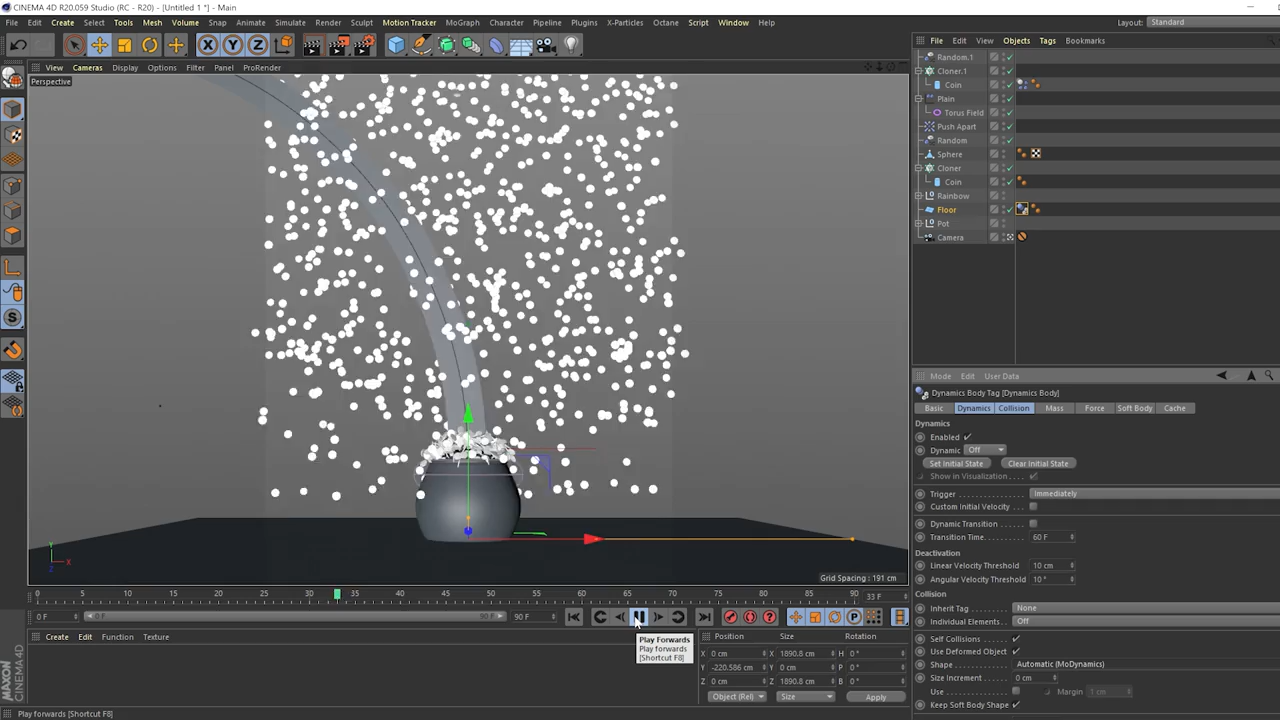 CINEMA 4D R20.059 Studio (RC - R20) - [Untitled 1 *] - Main
File Edit Create Select Tools Mesh Volume Snap Animate Simulate Render Sculpt Motion Tracker MoGraph Character Pipeline Plugins X-Particles Octane Script Window Help
Layout: Standard
X Y Z
File Edit View Objects Tags Bookmarks
View Cameras Display Options Filter Panel ProRender
Perspective
Random.1
Cloner.1
Coin
Plain
Torus Field
Push Apart
Random
Sphere
Cloner
Coin
Rainbow
Floor
Pot
Camera
Mode Edit User Data
Dynamics Body Tag [Dynamics Body]
Basic Dynamics Collision Mass Force Soft Body Cache
Dynamics
Enabled
Dynamic Off
Set Initial State Clear Initial State
Show in Visualization
Trigger Immediately
Custom Initial Velocity
Dynamic Transition
Transition Time: 60 F
Deactivation
Linear Velocity Threshold 10 cm
Angular Velocity Threshold 10 °
Collision
Inherit Tag None
Individual Elements Off
Self Collisions
Use Deformed Object
Shape Automatic (MoDynamics)
Size Increment 0 cm
Use Margin 1 cm
Keep Soft Body Shape
Y X Z
Grid Spacing : 191 cm
0 5 10 15 20 25 30 35 40 45 50 55 60 65 70 75 80 85 90 33 F
0 F 0 F 90 F 90 F
Play Forwards
Play forwards
[Shortcut F8]
Create Edit Function Texture
Position Size Rotation
X 0 cm X 1890.8 cm H 0 °
Y -220.586 cm Y 0 cm P 0 °
Z 0 cm Z 1890.8 cm B 0 °
Object (Rel) Size Apply
MAXON CINEMA 4D
Play forwards [Shortcut F8]